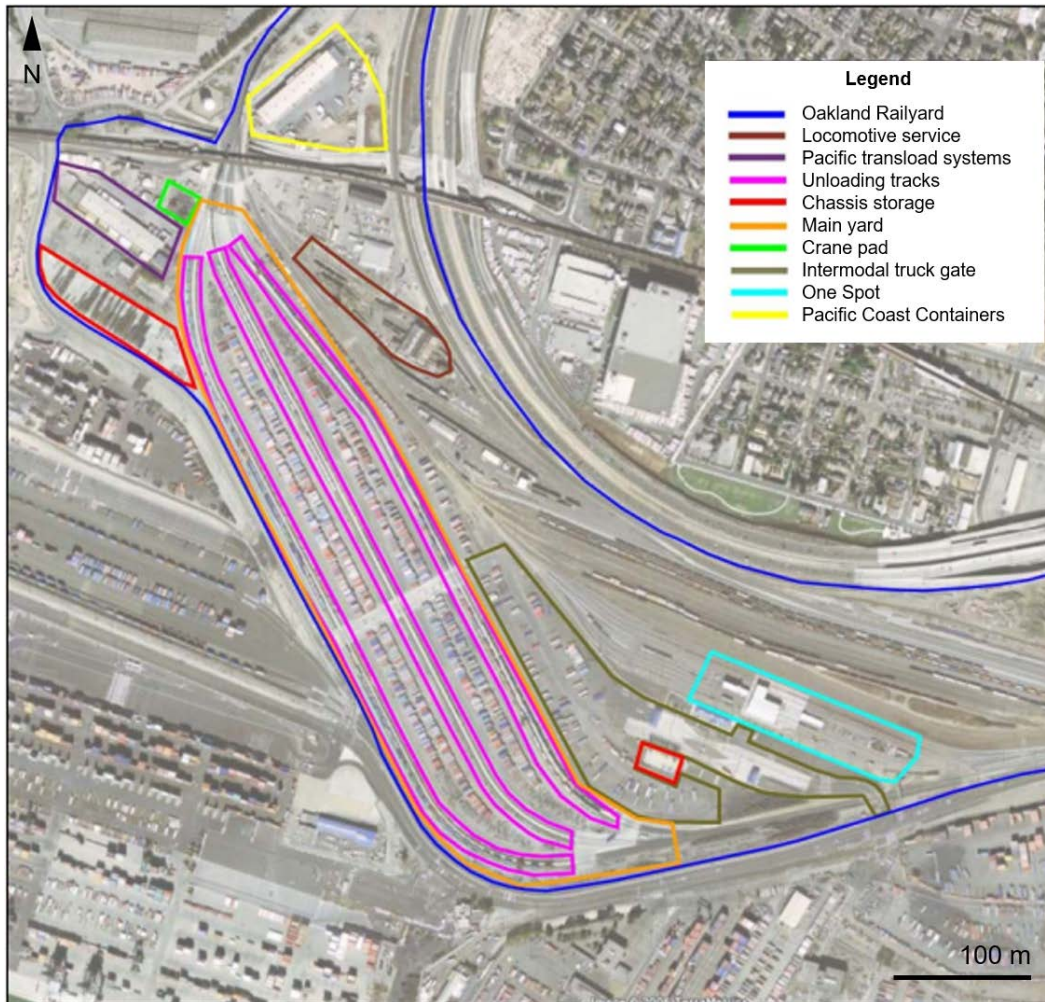 N
Legend
Oakland Railyard
Locomotive service
Pacific transload systems
Unloading tracks
Chassis storage
Main yard
Crane pad
Intermodal truck gate
One Spot
Pacific Coast Containers
100 m